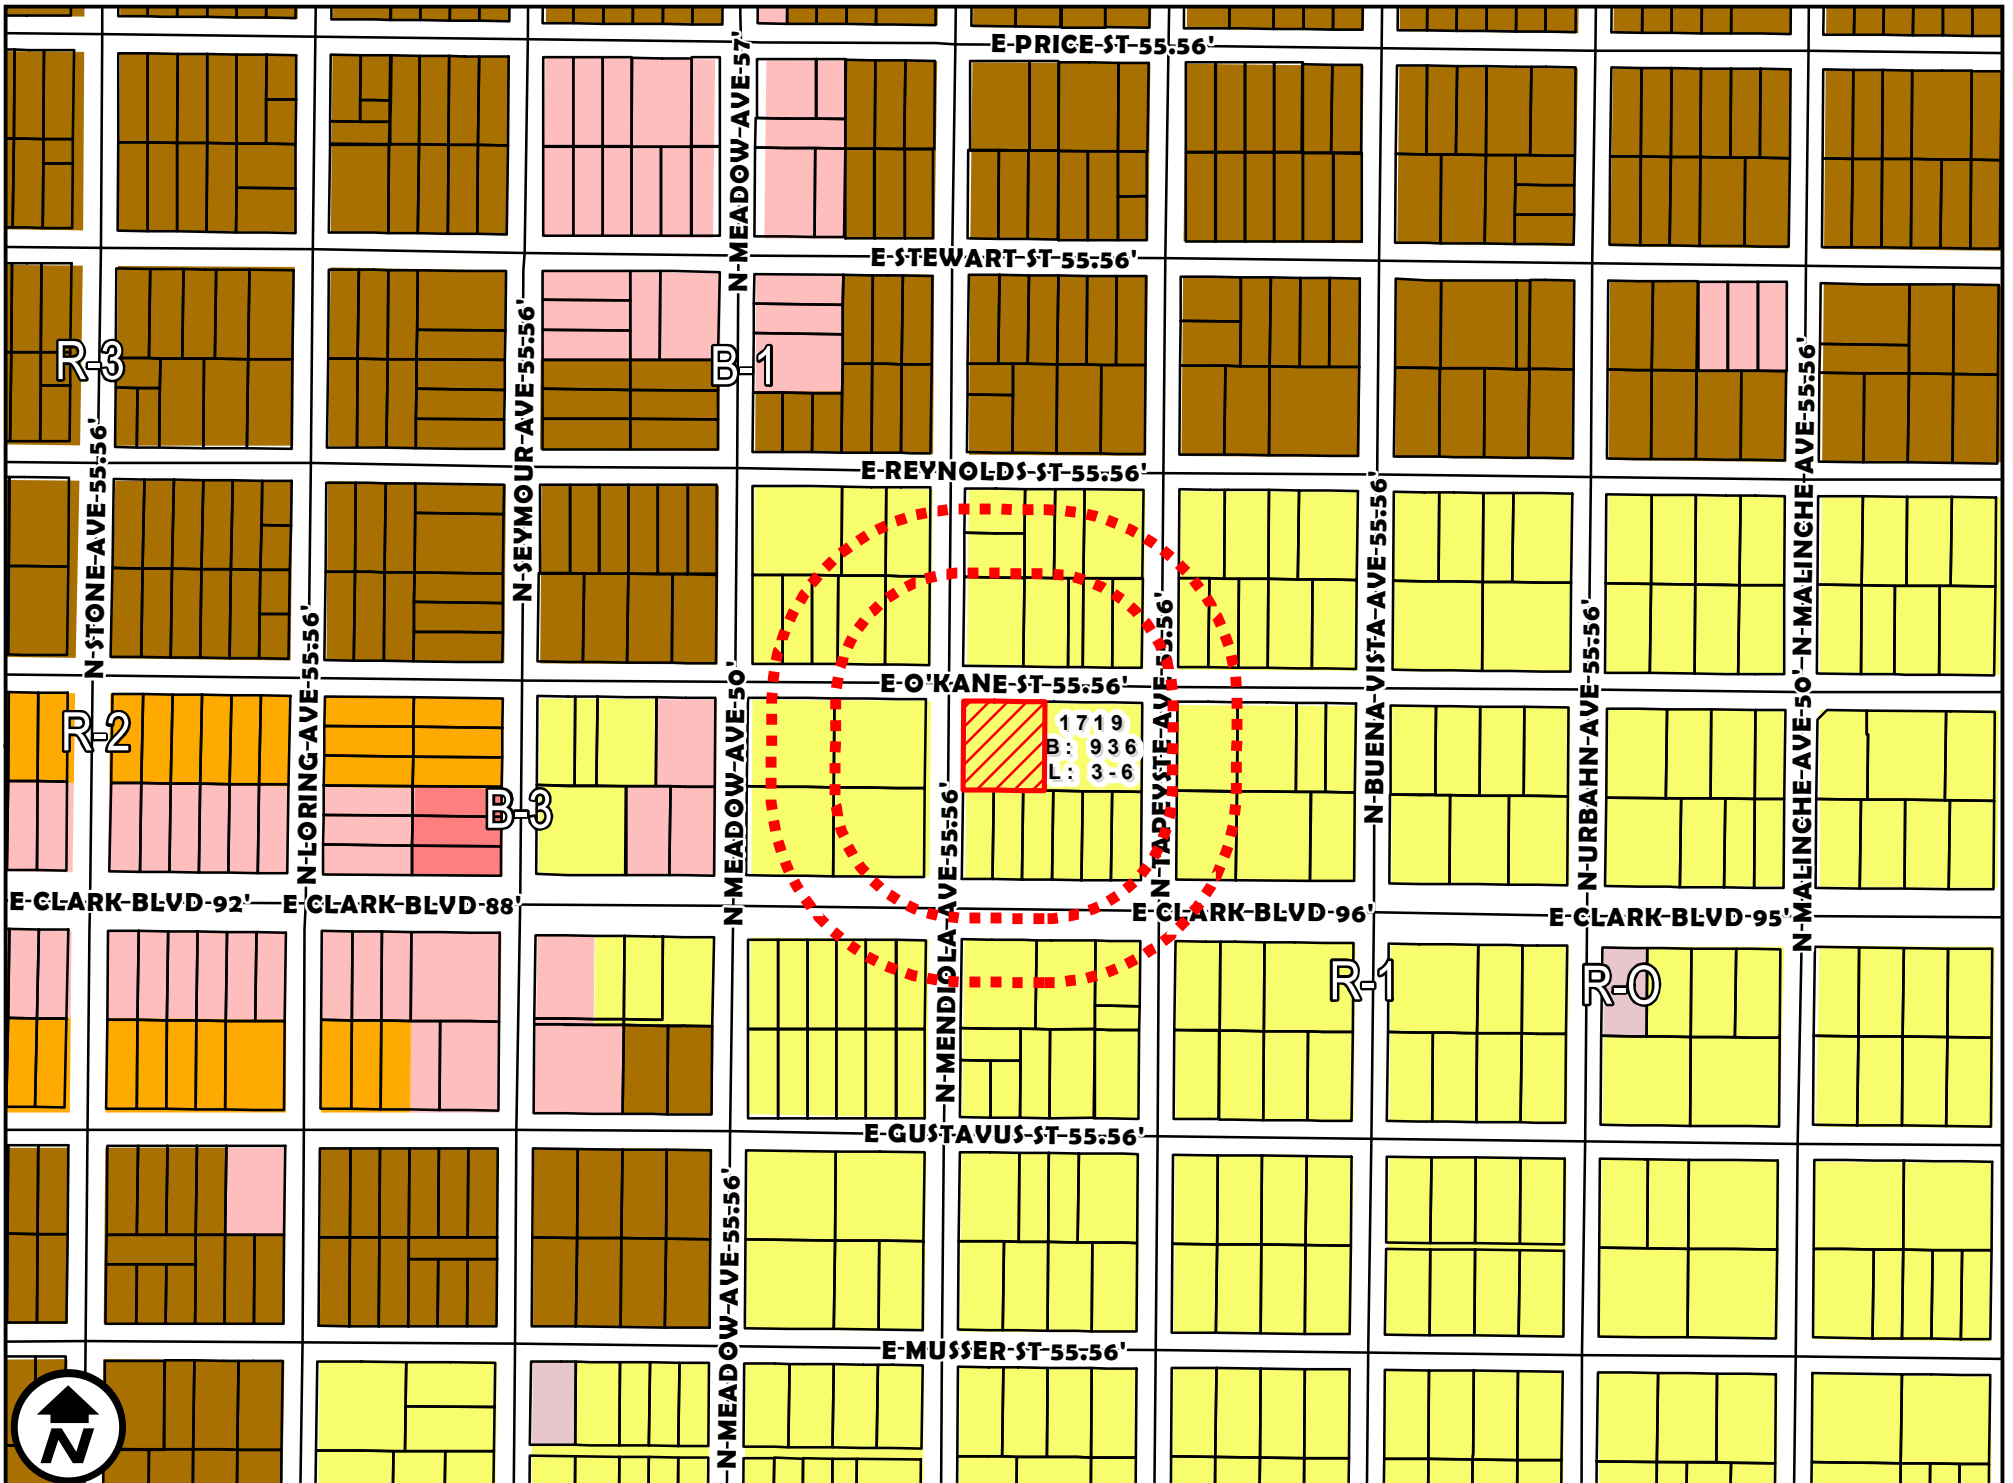 E-PRICE-ST-55.56'
N-MEADOW-AVE-57'
E-STEWART-ST-55.56'
R-3
B-1
N-STONE-AVE-55.56'
N-SEYMOUR-AVE-55.56'
E-REYNOLDS-ST-55.56'
N-BUENA-VISTA-AVE-55.56'
N-MALINCHE-AVE-50'-N-MALINCHE-AVE-55.56'
N-LORING-AVE-55.56'
N-MEADOW-AVE-50'
E-O'KANE-ST-55.56'
N-TAPEYSTE-AVE-55.56'
N-URBAHN-AVE-55.56'
R-2
1719
B: 936
L: 3-6
B-3
N-MENDIOLA-AVE-55.56'
E-CLARK-BLVD-92'
E-CLARK-BLVD-88'
E-CLARK-BLVD-96'
E-CLARK-BLVD-95'
R-1
R-O
E-GUSTAVUS-ST-55.56'
N-MEADOW-AVE-55.56'
E-MUSSER-ST-55.56'
N